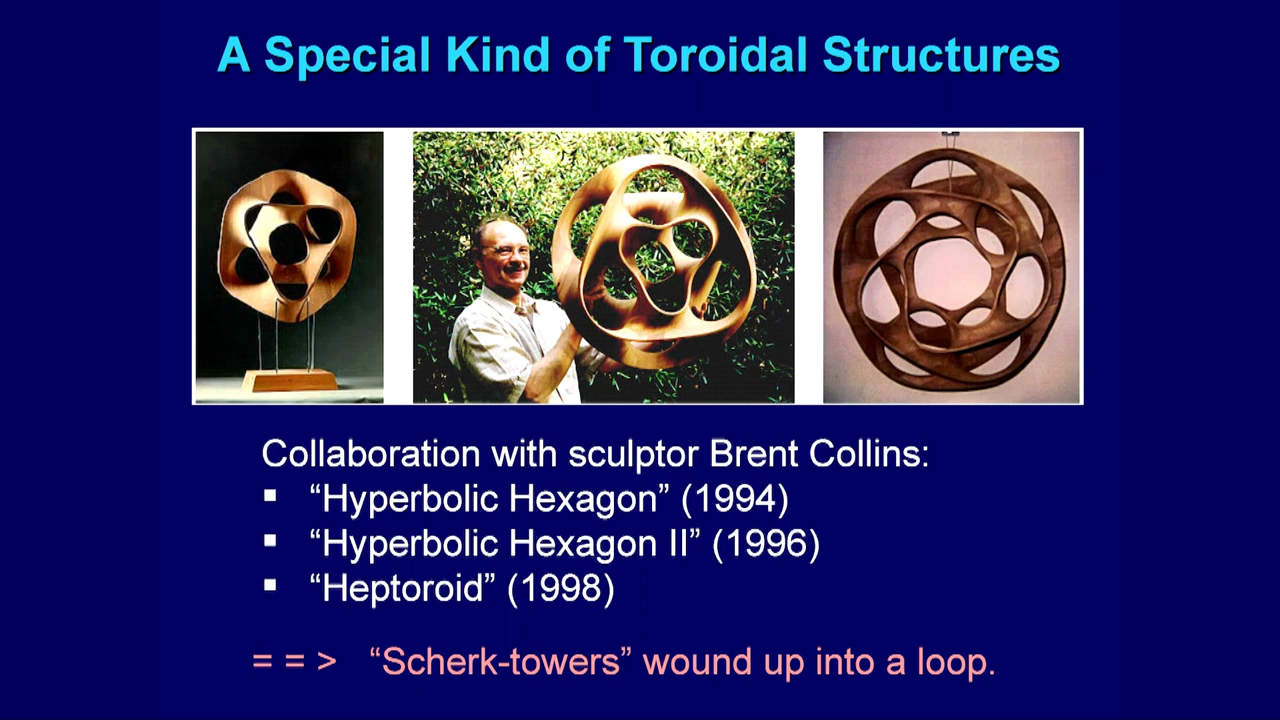 A Special Kind of Toroidal Structures
Collaboration with sculptor Brent Collins:
▪ “Hyperbolic Hexagon” (1994)
▪ “Hyperbolic Hexagon II” (1996)
▪ “Heptoroid” (1998)
= = > “Scherk-towers” wound up into a loop.